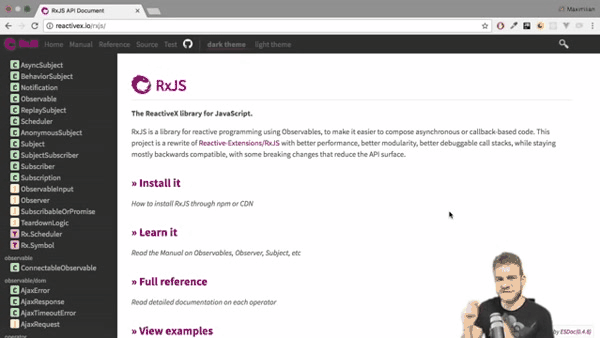 RxJS API Document
Maximilian
reactivex.io/rxjs/
RxJS Home Manual Reference Source Test dark theme light theme
C AsyncSubject
C BehaviorSubject
C Notification
C Observable
C ReplaySubject
C Scheduler
C AnonymousSubject
C Subject
C SubjectSubscriber
C Subscriber
C Subscription
I ObservableInput
I Observer
I SubscribableOrPromise
I TeardownLogic
T Rx.Scheduler
T Rx.Symbol
observable
C ConnectableObservable
observable/dom
C AjaxError
C AjaxResponse
C AjaxTimeoutError
I AjaxRequest
RxJS
The ReactiveX library for JavaScript.
RxJS is a library for reactive programming using Observables, to make it easier to compose asynchronous or callback-based code. This
project is a rewrite of Reactive-Extensions/RxJS with better performance, better modularity, better debuggable call stacks, while staying
mostly backwards compatible, with some breaking changes that reduce the API surface.
» Install it
How to install RxJS through npm or CDN
» Learn it
Read the Manual on Observables, Observer, Subject, etc
» Full reference
Read detailed documentation on each operator
» View examples
by ESDoc(0.4.8)